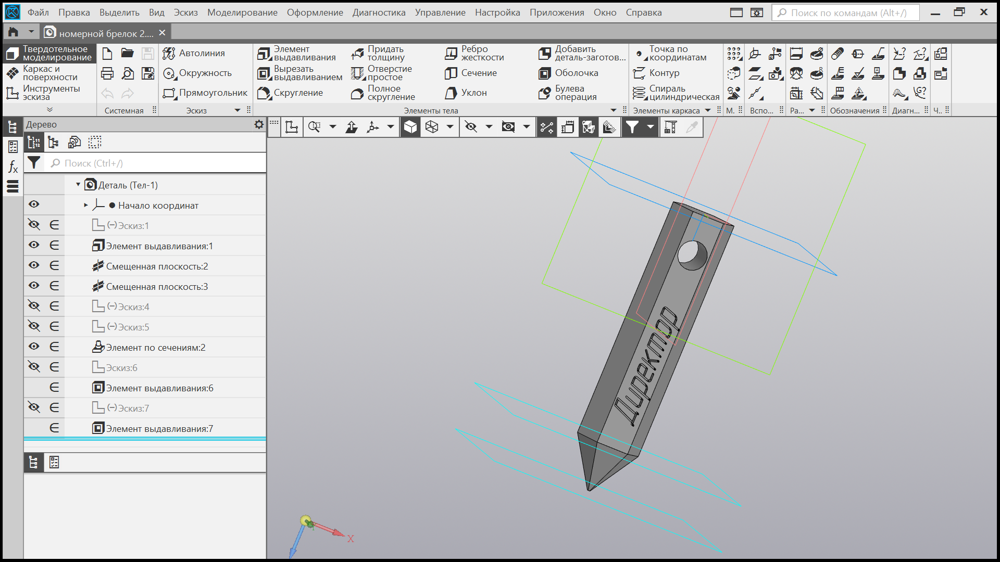 Файл Правка Выделить Вид Эскиз Моделирование Оформление Диагностика Управление Настройка Приложения Окно Справка Поиск по командам (Alt+/)
номерной брелок 2....
Твердотельное моделирование
Каркас и поверхности
Инструменты эскиза
Системная
Автолиния
Окружность
Прямоугольник
Эскиз
Элемент выдавливания
Вырезать выдавливанием
Скругление
Придать толщину
Отверстие простое
Полное скругление
Ребро жесткости
Сечение
Уклон
Добавить деталь-заготов...
Оболочка
Булева операция
Элементы тела
Точка по координатам
Контур
Спираль цилиндрическая
Элементы каркаса
М.
Вспо...
Ра...
Обозначения
Диагн...
Ч..
Дерево
Поиск (Ctrl+/)
Деталь (Тел-1)
Начало координат
(−)Эскиз:1
Элемент выдавливания:1
Смещенная плоскость:2
Смещенная плоскость:3
(−)Эскиз:4
(−)Эскиз:5
Элемент по сечениям:2
Эскиз:6
Элемент выдавливания:6
(−)Эскиз:7
Элемент выдавливания:7
Директор
X